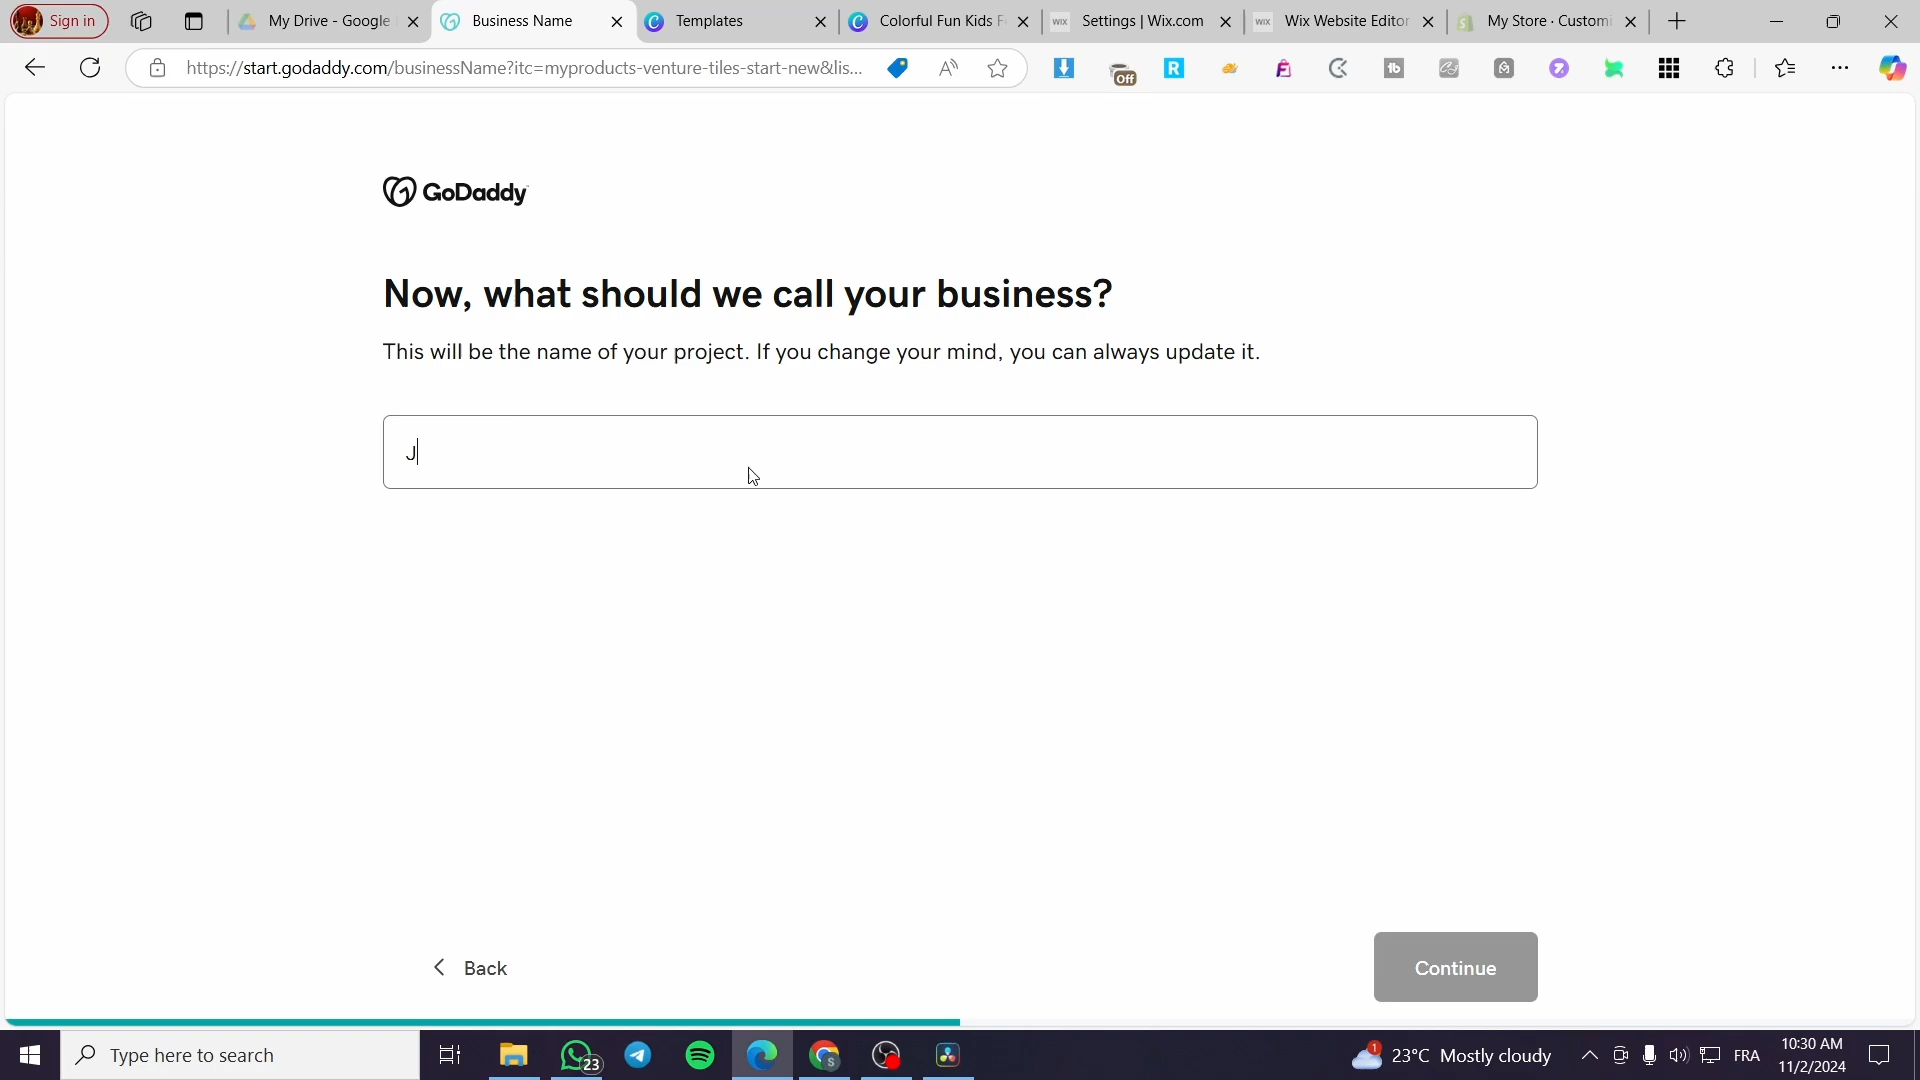 Sign in
My Drive - Google
Business Name
Templates
Colorful Fun Kids F
Settings | Wix.com
Wix Website Editor
My Store · Customi
https://start.godaddy.com/businessName?itc=myproducts-venture-tiles-start-new&lis...
Off
GoDaddy
Now, what should we call your business?
This will be the name of your project. If you change your mind, you can always update it.
J
Back
Continue
Type here to search
23
1
23°C Mostly cloudy
FRA
10:30 AM
11/2/2024